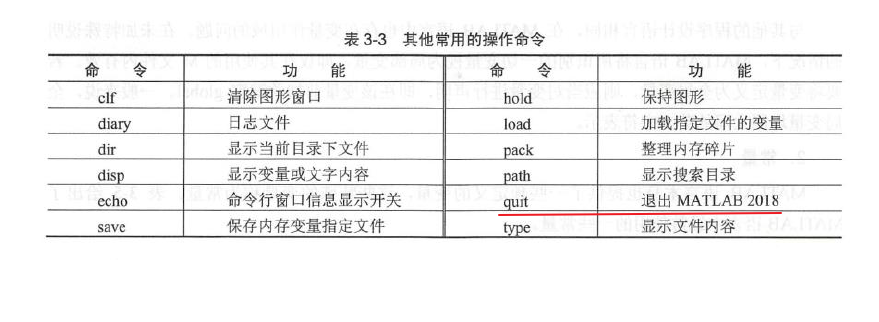 表 3-3 其他常用的操作命令
命 令 功 能 命 令 功 能
clf 清除图形窗口 hold 保持图形
diary 日志文件 load 加载指定文件的变量
dir 显示当前目录下文件 pack 整理内存碎片
disp 显示变量或文字内容 path 显示搜索目录
echo 命令行窗口信息显示开关 quit 退出 MATLAB 2018
save 保存内存变量指定文件 type 显示文件内容